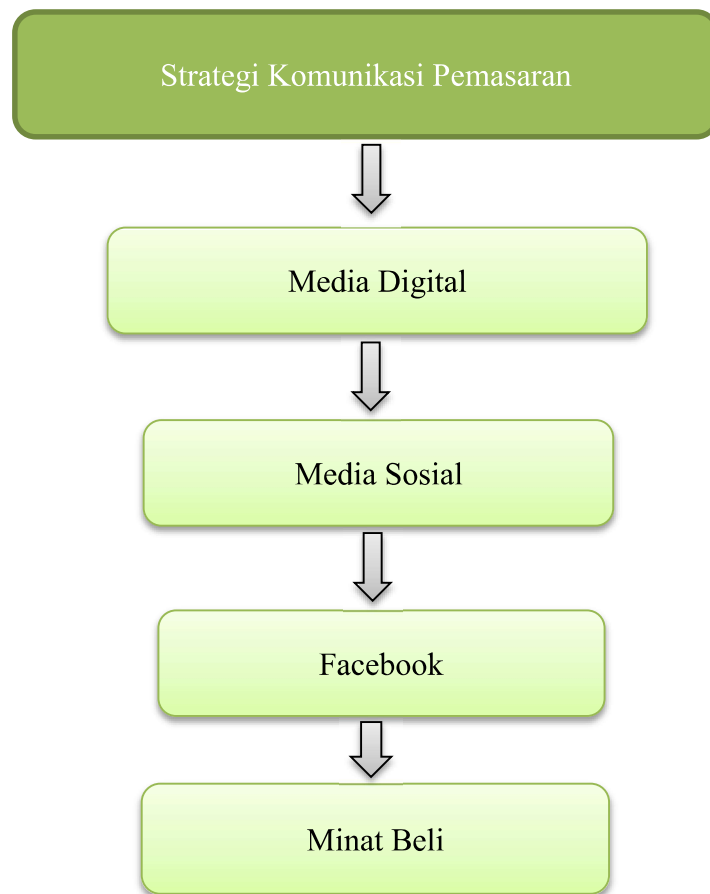 Strategi Komunikasi Pemasaran
Media Digital
Media Sosial
Facebook
Minat Beli